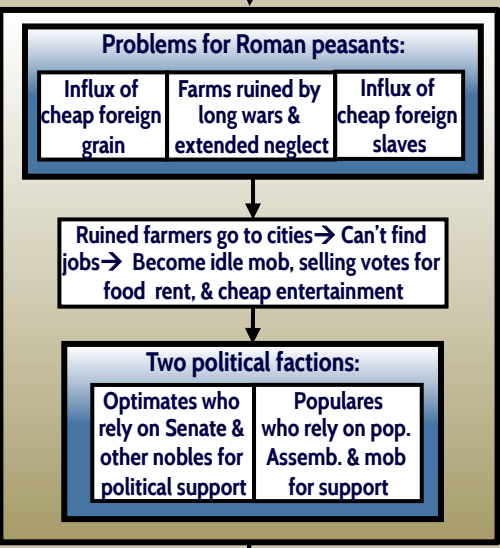 Problems for Roman peasants:
Influx of
cheap foreign
grain
Farms ruined by
long wars &
extended neglect
Influx of
cheap foreign
slaves
Ruined farmers go to cities→ Can't find
jobs→ Become idle mob, selling votes for
food rent, & cheap entertainment
Two political factions:
Optimates who
rely on Senate &
other nobles for
political support
Populares
who rely on pop.
Assemb. & mob
for support